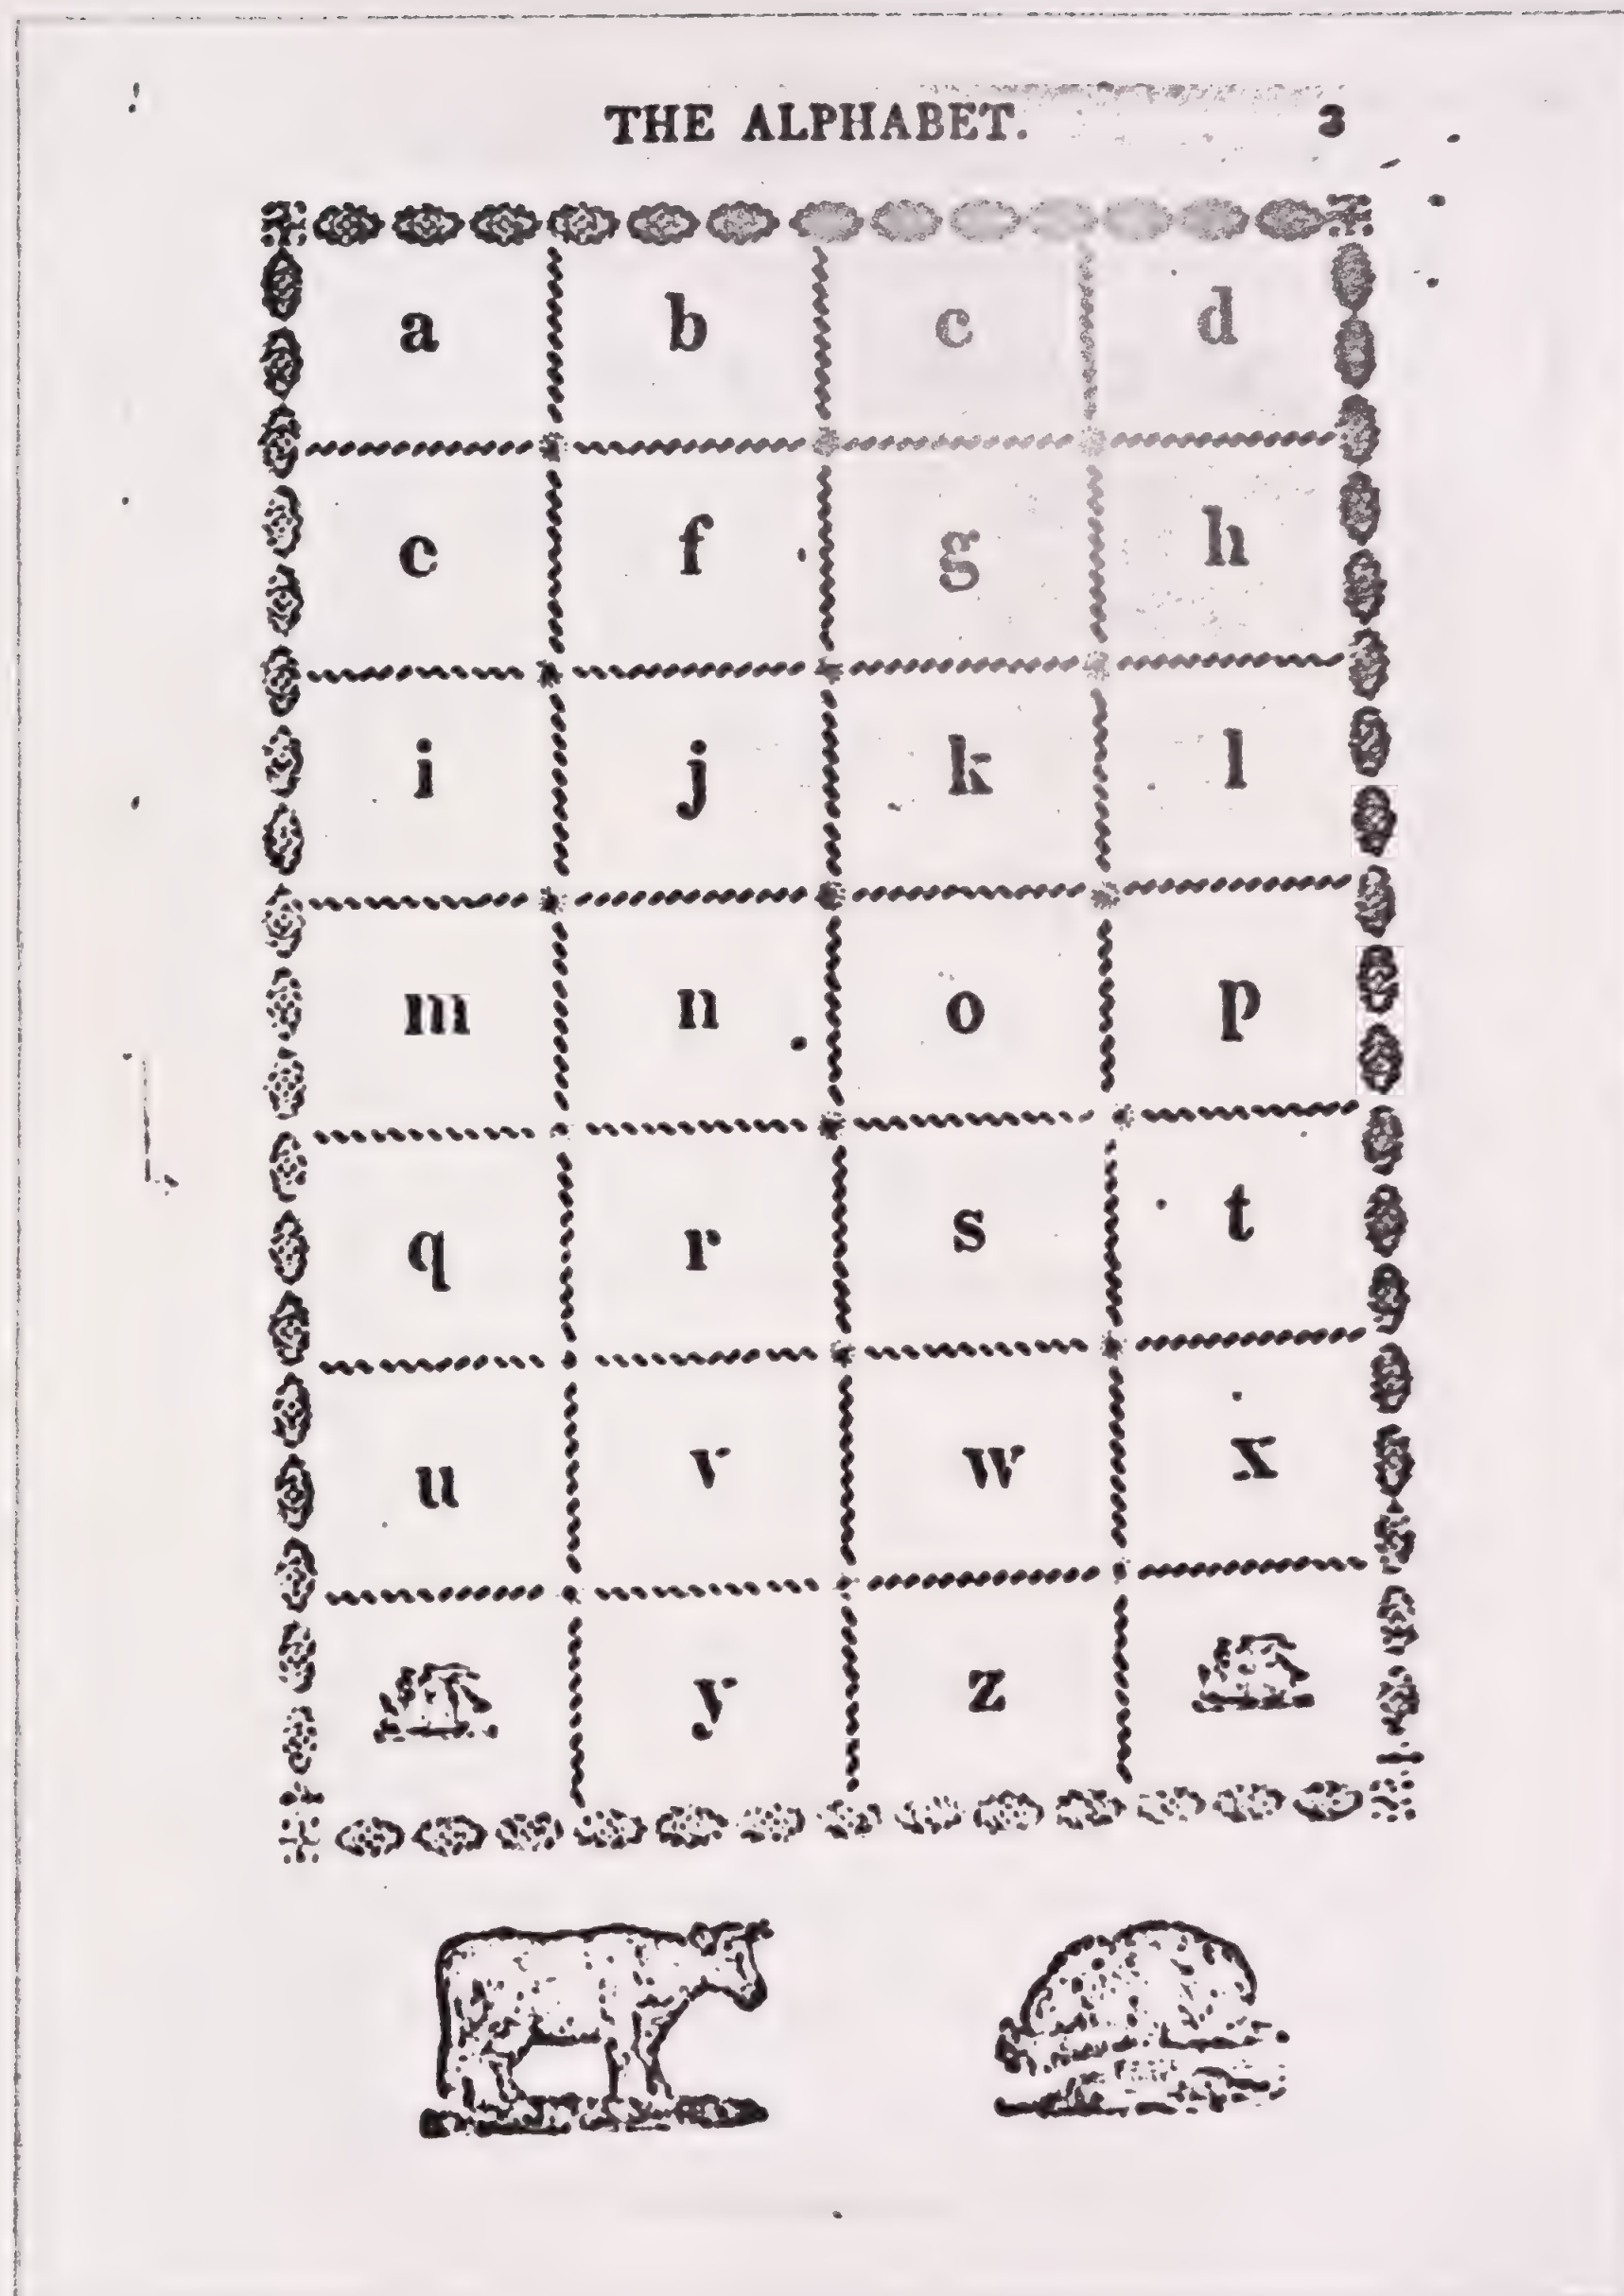 THE ALPHABET. 3
a b c d
c f g h
i j k l
m n o p
q r s t
u v w x
y z